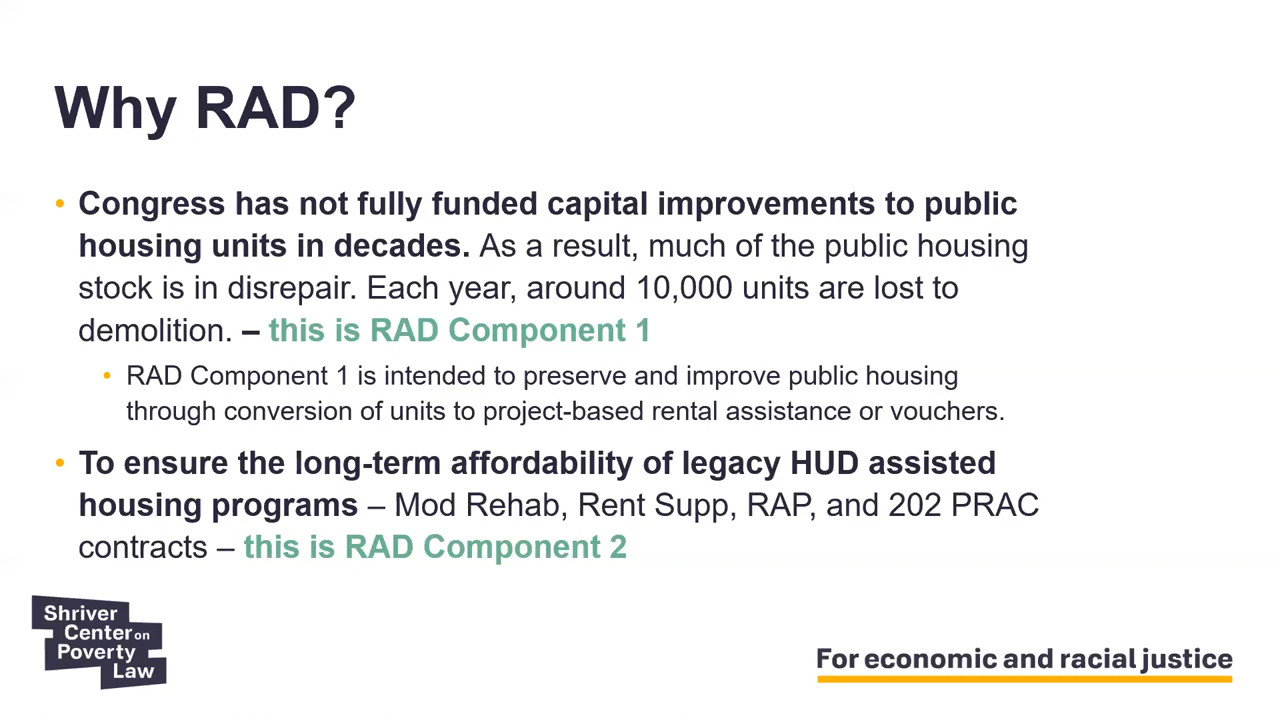 Why RAD?
• Congress has not fully funded capital improvements to public
housing units in decades. As a result, much of the public housing
stock is in disrepair. Each year, around 10,000 units are lost to
demolition. – this is RAD Component 1
• RAD Component 1 is intended to preserve and improve public housing
through conversion of units to project-based rental assistance or vouchers.
• To ensure the long-term affordability of legacy HUD assisted
housing programs – Mod Rehab, Rent Supp, RAP, and 202 PRAC
contracts – this is RAD Component 2
Shriver
Center on
Poverty
Law
For economic and racial justice